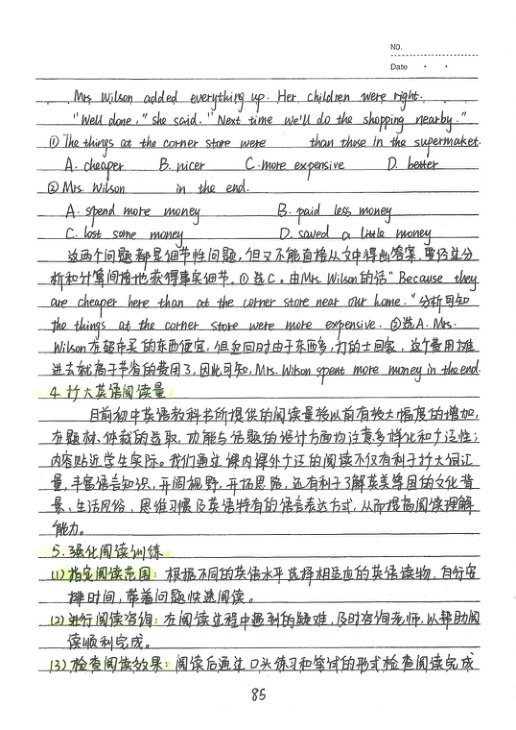 NO.
Date
Mrs Wilson added everything up. Her children were right.
"Well done," she said. "Next time we'll do the shopping nearby."
① The things at the corner store were than those in the supermarket.
A. cheaper B. nicer C. more expensive D. better
② Mrs Wilson in the end.
A. spend more money B. paid less money
C. lost some money D. saved a little money
这两个问题都是细节性问题,但又不能直接从文中得出答案,要经过分
析和计算间接地获得事实细节。①选C。由Mrs Wilson的话"Because they
are cheaper here than at the corner store near our home."分析可知
the things at the corner store were more expensive. ②选A。Mrs.
Wilson在超市买的东西便宜,但坐回时由于东西多,打的士回家,这个费用加
进去就高于节省的费用了,因此可知,Mrs. Wilson spent more money in the end.
4. 扩大英语阅读量
目前初中英语教科书所提供的阅读量较以前有较大幅度的增加,
在题材、体裁的选取,功能与话题的设计方面均注意多样化和广泛性;
内容贴近学生实际。我们通过课内课外广泛的阅读不仅有利于扩大词汇
量,丰富语言知识,开阔视野,开拓思路,还有利于了解英美等国的文化背
景、生活风俗、思维习惯及英语特有的语言表达方式,从而提高阅读理解
能力。
5. 强化阅读训练
(1)指定阅读范围:根据不同的英语水平选择相适应的英语读物,自行安
排时间,带着问题快速阅读。
(2)进行阅读咨询:在阅读过程中遇到的疑难,及时咨询老师,以帮助阅
读顺利完成。
(3)检查阅读效果:阅读后通过口头练习和笔试的形式检查阅读完成
85